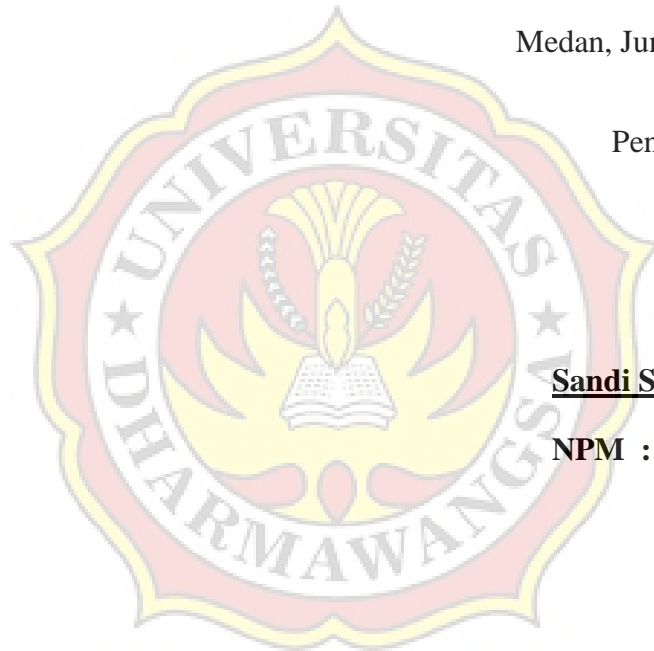 Medan, Jun
Pen
UNIVERSITAS
DHARMAWANGSA
Sandi S
NPM :